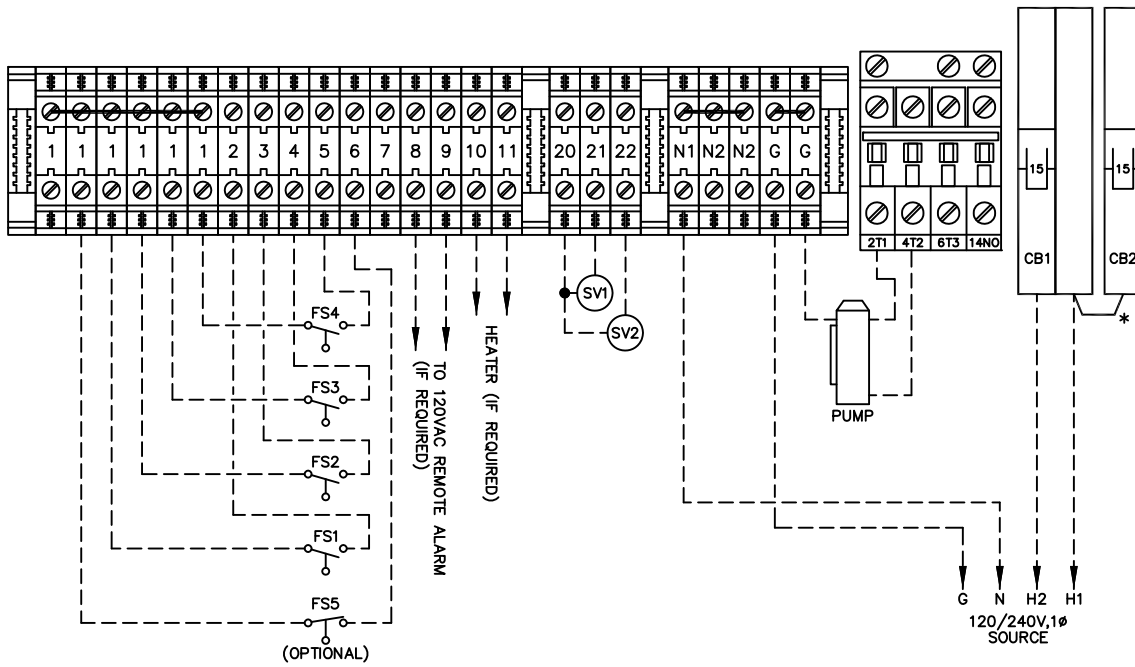 1 1 1 1 1 1 2 3 4 5 6 7 8 9 10 11 20 21 22 N1 N2 N2 G G
2T1 4T2 6T3 14NO
15 15
CB1 CB2
*
FS4
FS3
FS2
FS1
FS5
(OPTIONAL)
TO 120VAC REMOTE ALARM
(IF REQUIRED)
HEATER (IF REQUIRED)
SV1
SV2
PUMP
G N H2 H1
120/240V,1ø
SOURCE